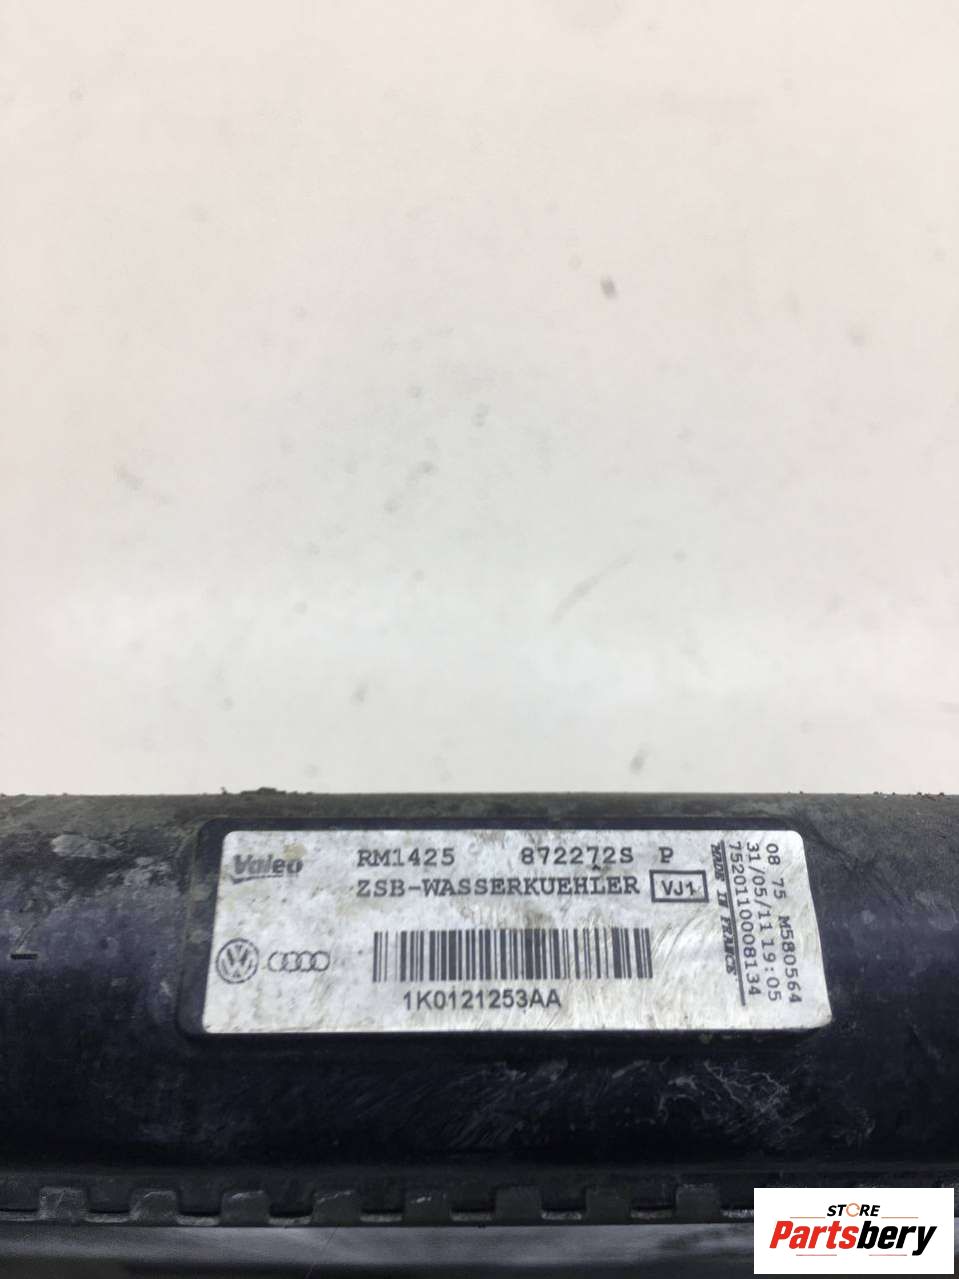 Valeo RM1425 872272S P
ZSB-WASSERKUEHLER VJ1
1K0121253AA
08 75 M580564
31/05/11 19:05
75201110008134
MADE IN FRANCE
STORE
Partsbery